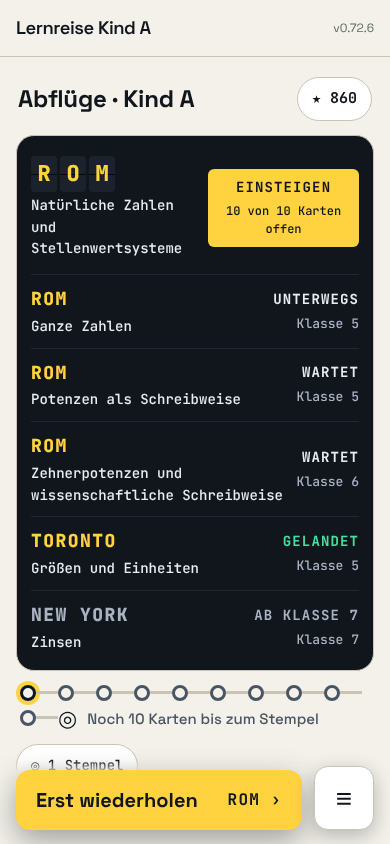 Lernreise Kind A
v0.72.6
Abflüge · Kind A
★ 860
ROM
Natürliche Zahlen
und
Stellenwertsysteme
EINSTEIGEN
10 von 10 Karten
offen
ROM
UNTERWEGS
Ganze Zahlen
Klasse 5
ROM
WARTET
Potenzen als Schreibweise
Klasse 5
ROM
WARTET
Zehnerpotenzen und
wissenschaftliche Schreibweise
Klasse 6
TORONTO
GELANDET
Größen und Einheiten
Klasse 5
NEW YORK
AB KLASSE 7
Zinsen
Klasse 7
◎ Noch 10 Karten bis zum Stempel
◎ 1 Stempel
Erst wiederholen
ROM ›
≡